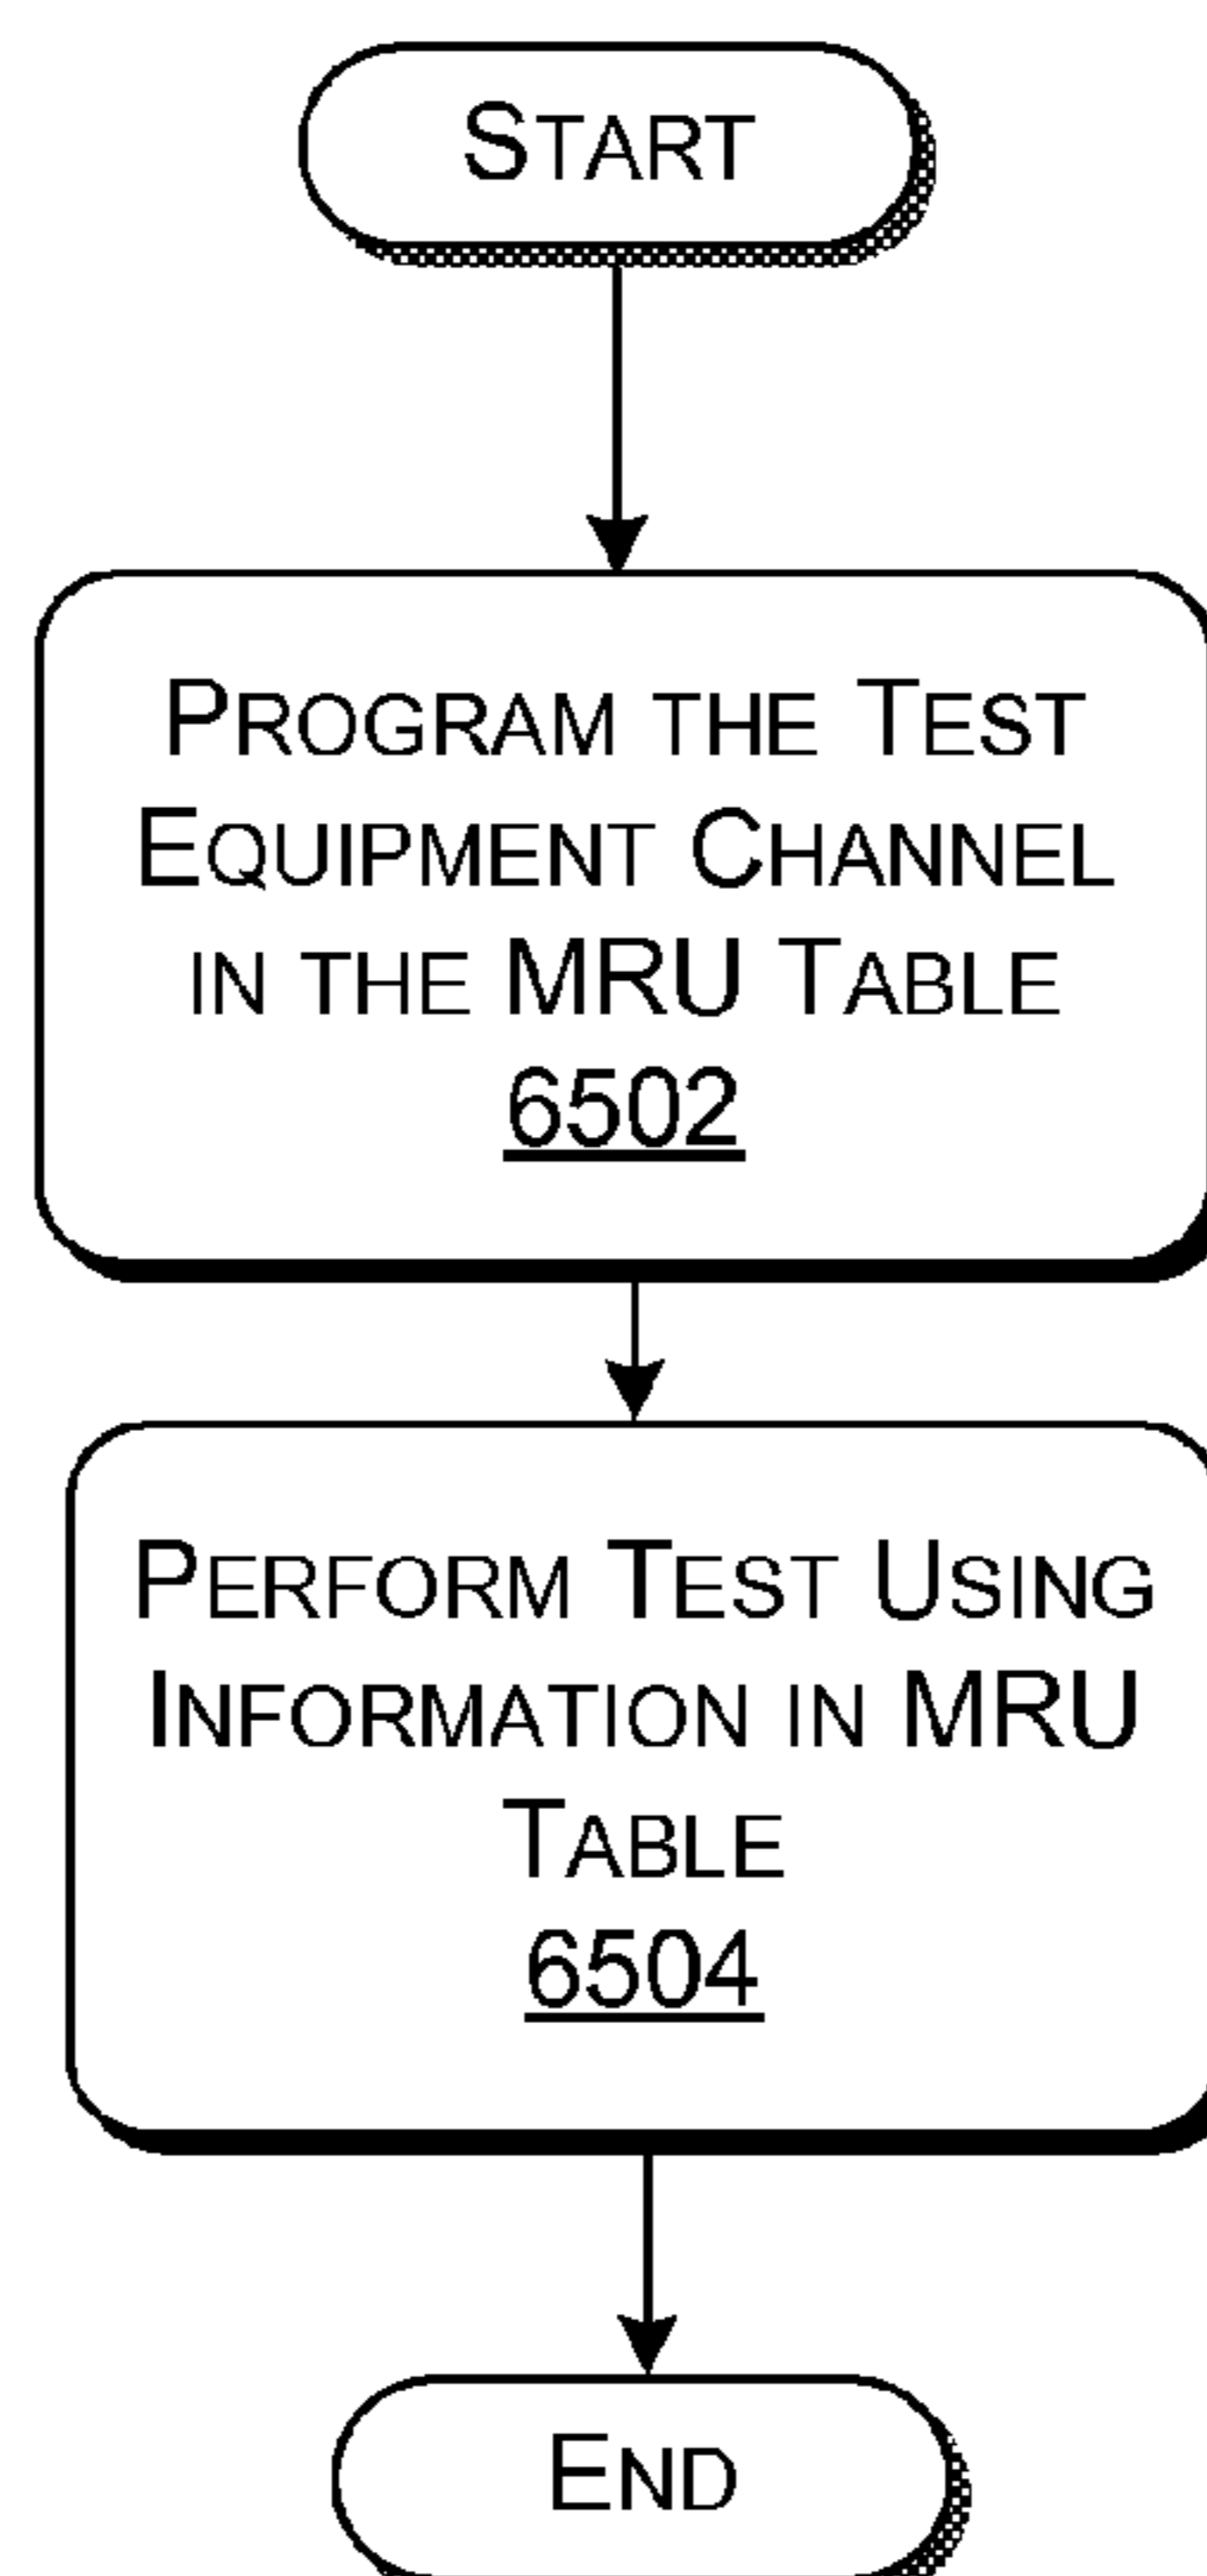 START
PROGRAM THE TEST
EQUIPMENT CHANNEL
IN THE MRU TABLE
6502
PERFORM TEST USING
INFORMATION IN MRU
TABLE
6504
END